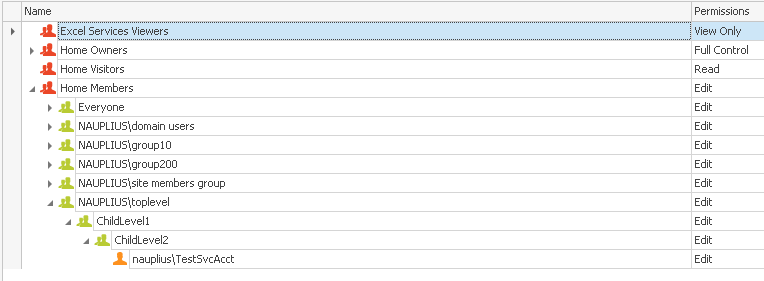 Name Permissions
Excel Services Viewers View Only
Home Owners Full Control
Home Visitors Read
Home Members Edit
Everyone Edit
NAUPLIUS\domain users Edit
NAUPLIUS\group10 Edit
NAUPLIUS\group200 Edit
NAUPLIUS\site members group Edit
NAUPLIUS\toplevel Edit
ChildLevel1 Edit
ChildLevel2 Edit
nauplius\TestSvcAcct Edit